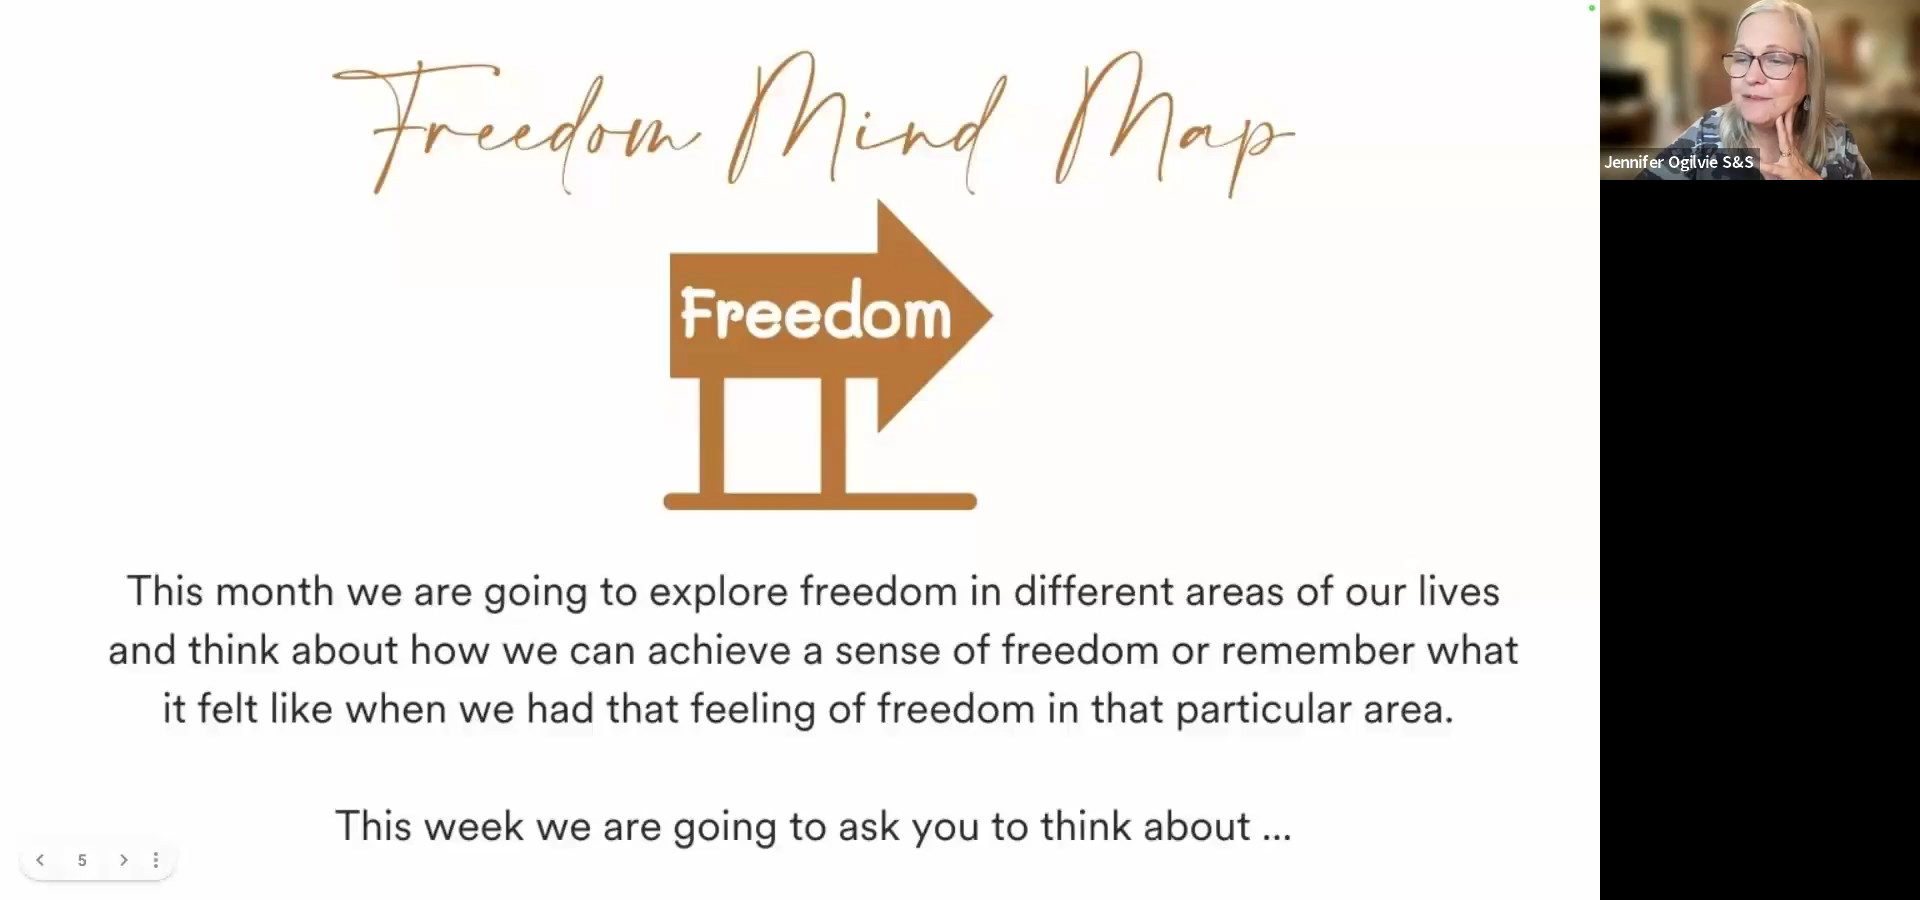 Freedom Mind Map
Freedom
This month we are going to explore freedom in different areas of our lives
and think about how we can achieve a sense of freedom or remember what
it felt like when we had that feeling of freedom in that particular area.
This week we are going to ask you to think about ...
5
Jennifer Ogilvie S&S